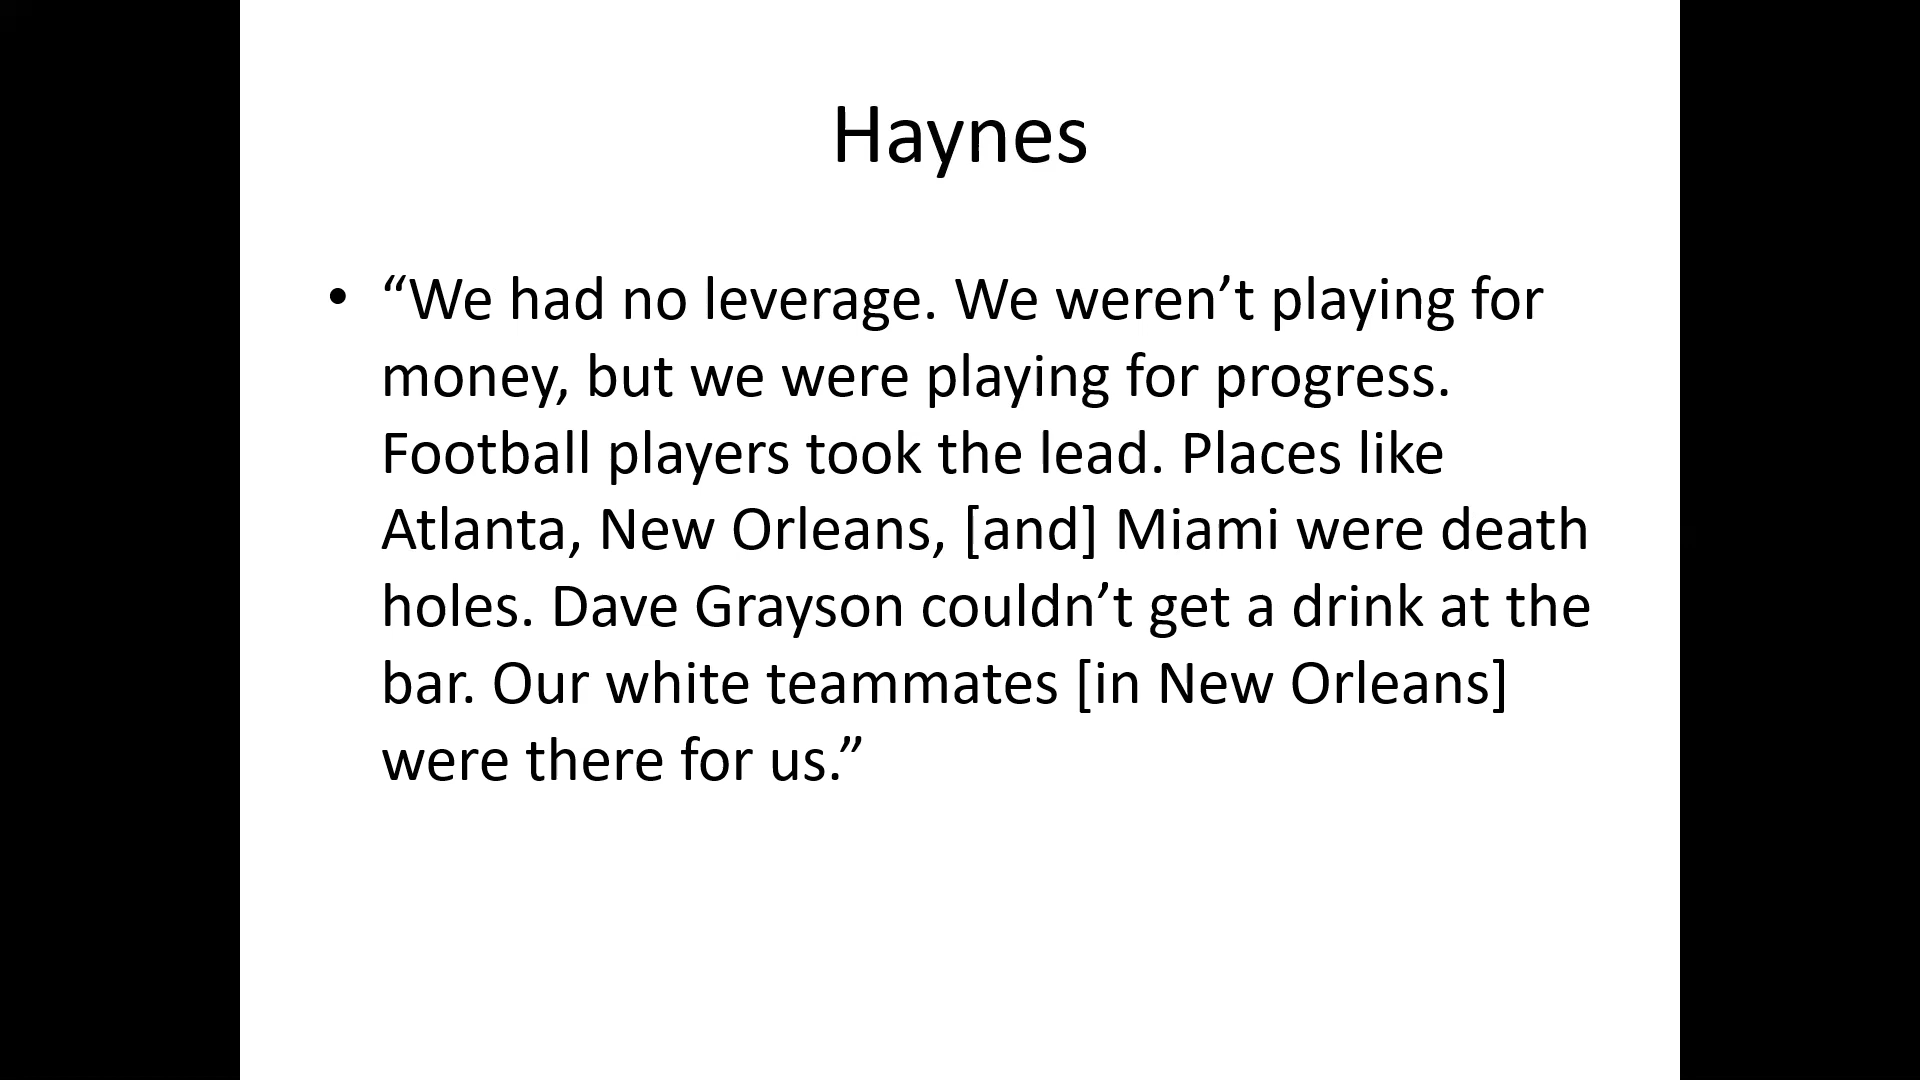 Haynes
• “We had no leverage. We weren’t playing for
money, but we were playing for progress.
Football players took the lead. Places like
Atlanta, New Orleans, [and] Miami were death
holes. Dave Grayson couldn’t get a drink at the
bar. Our white teammates [in New Orleans]
were there for us.”